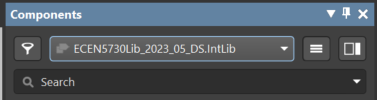 Components
ECEN5730Lib_2023_05_DS.IntLib
Search